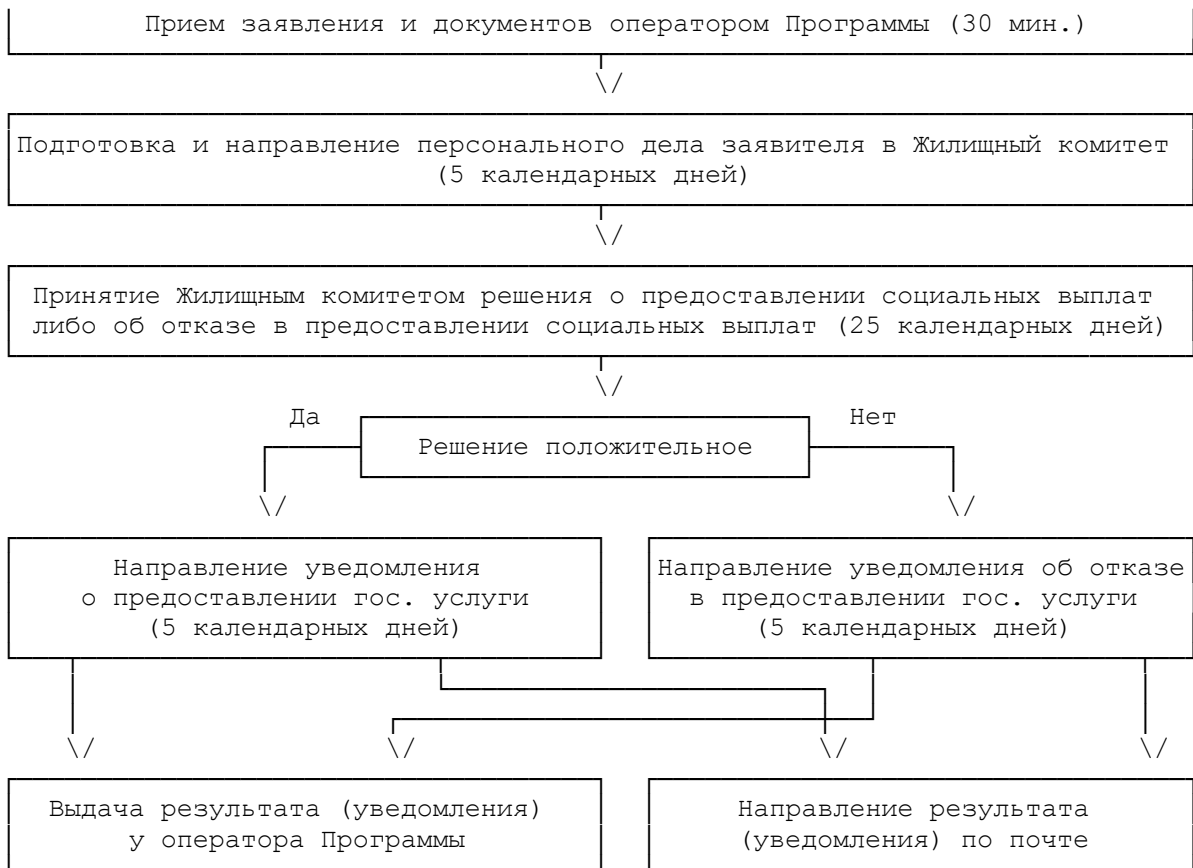 Прием заявления и документов оператором Программы (30 мин.)
\/
Подготовка и направление персонального дела заявителя в Жилищный комитет
(5 календарных дней)
\/
Принятие Жилищным комитетом решения о предоставлении социальных выплат
либо об отказе в предоставлении социальных выплат (25 календарных дней)
\/
Да
Нет
Решение положительное
\/ \/
Направление уведомления
о предоставлении гос. услуги
(5 календарных дней)
Направление уведомления об отказе
в предоставлении гос. услуги
(5 календарных дней)
\/ \/ \/ \/
Выдача результата (уведомления)
у оператора Программы
Направление результата
(уведомления) по почте